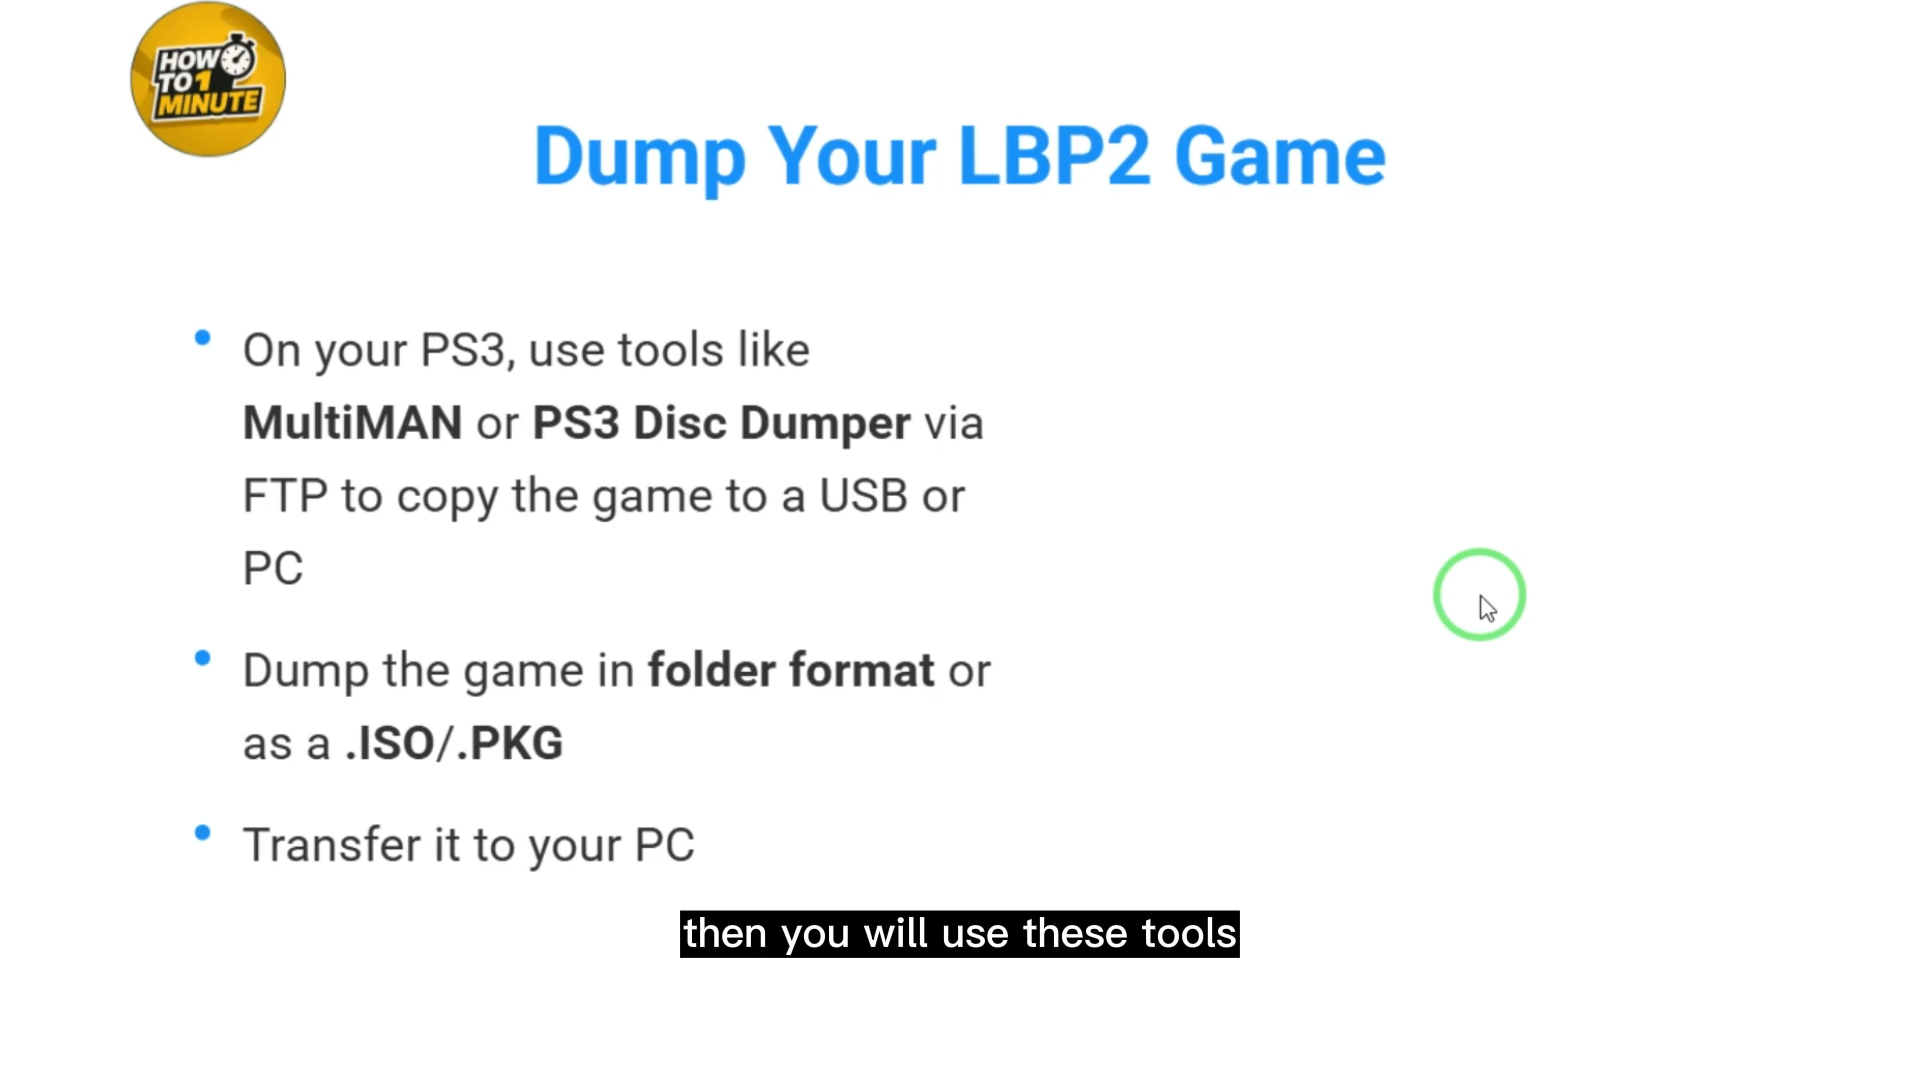 HOW
TO 1
MINUTE
Dump Your LBP2 Game
• On your PS3, use tools like
MultiMAN or PS3 Disc Dumper via
FTP to copy the game to a USB or
PC
• Dump the game in folder format or
as a .ISO/.PKG
• Transfer it to your PC
then you will use these tools